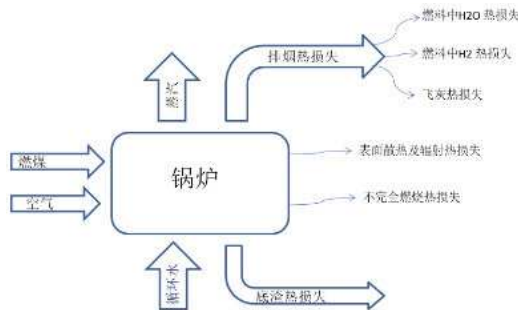 燃料中H2O 热损失
排烟热损失
燃料中H2 热损失
飞灰热损失
蒸汽
燃煤
锅炉
表面散热及辐射热损失
空气
不完全燃烧热损失
循环水
底渣热损失